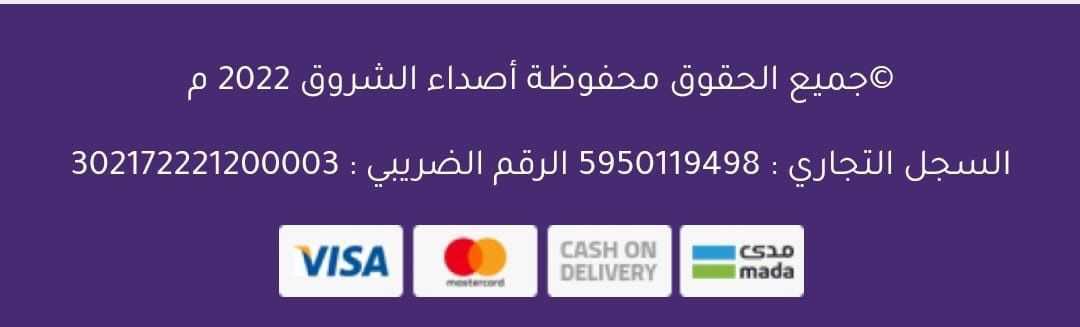 ©جميع الحقوق محفوظة أصداء الشروق 2022 م
السجل التجاري : 5950119498 الرقم الضريبي : 302172221200003
VISA
mastercard
CASH ON
DELIVERY
مدى
mada